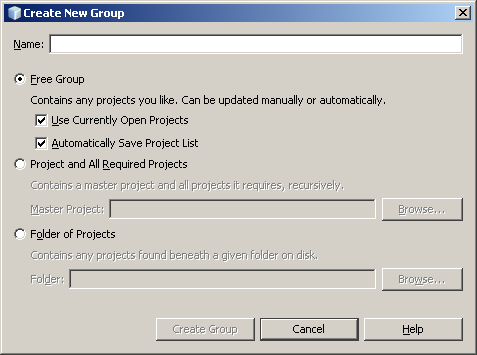 Create New Group
Name:
Free Group
Contains any projects you like. Can be updated manually or automatically.
Use Currently Open Projects
Automatically Save Project List
Project and All Required Projects
Contains a master project and all projects it requires, recursively.
Master Project: Browse...
Folder of Projects
Contains any projects found beneath a given folder on disk.
Folder: Browse...
Create Group Cancel Help